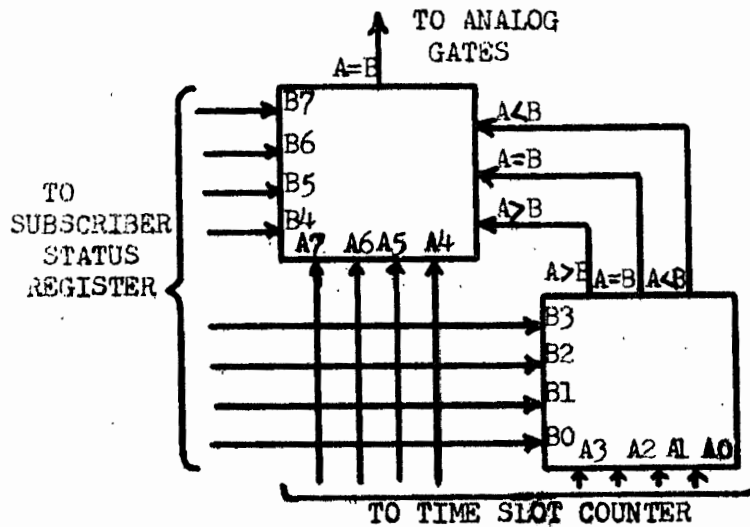 TO ANALOG
GATES
A=B
B7
B6
B5
B4
A7 A6 A5 A4
A<B
A=B
A>B
TO
SUBSCRIBER
STATUS
REGISTER
A>B A=B A<B
B3
B2
B1
B0
A3 A2 A1 A0
TO TIME SLOT COUNTER